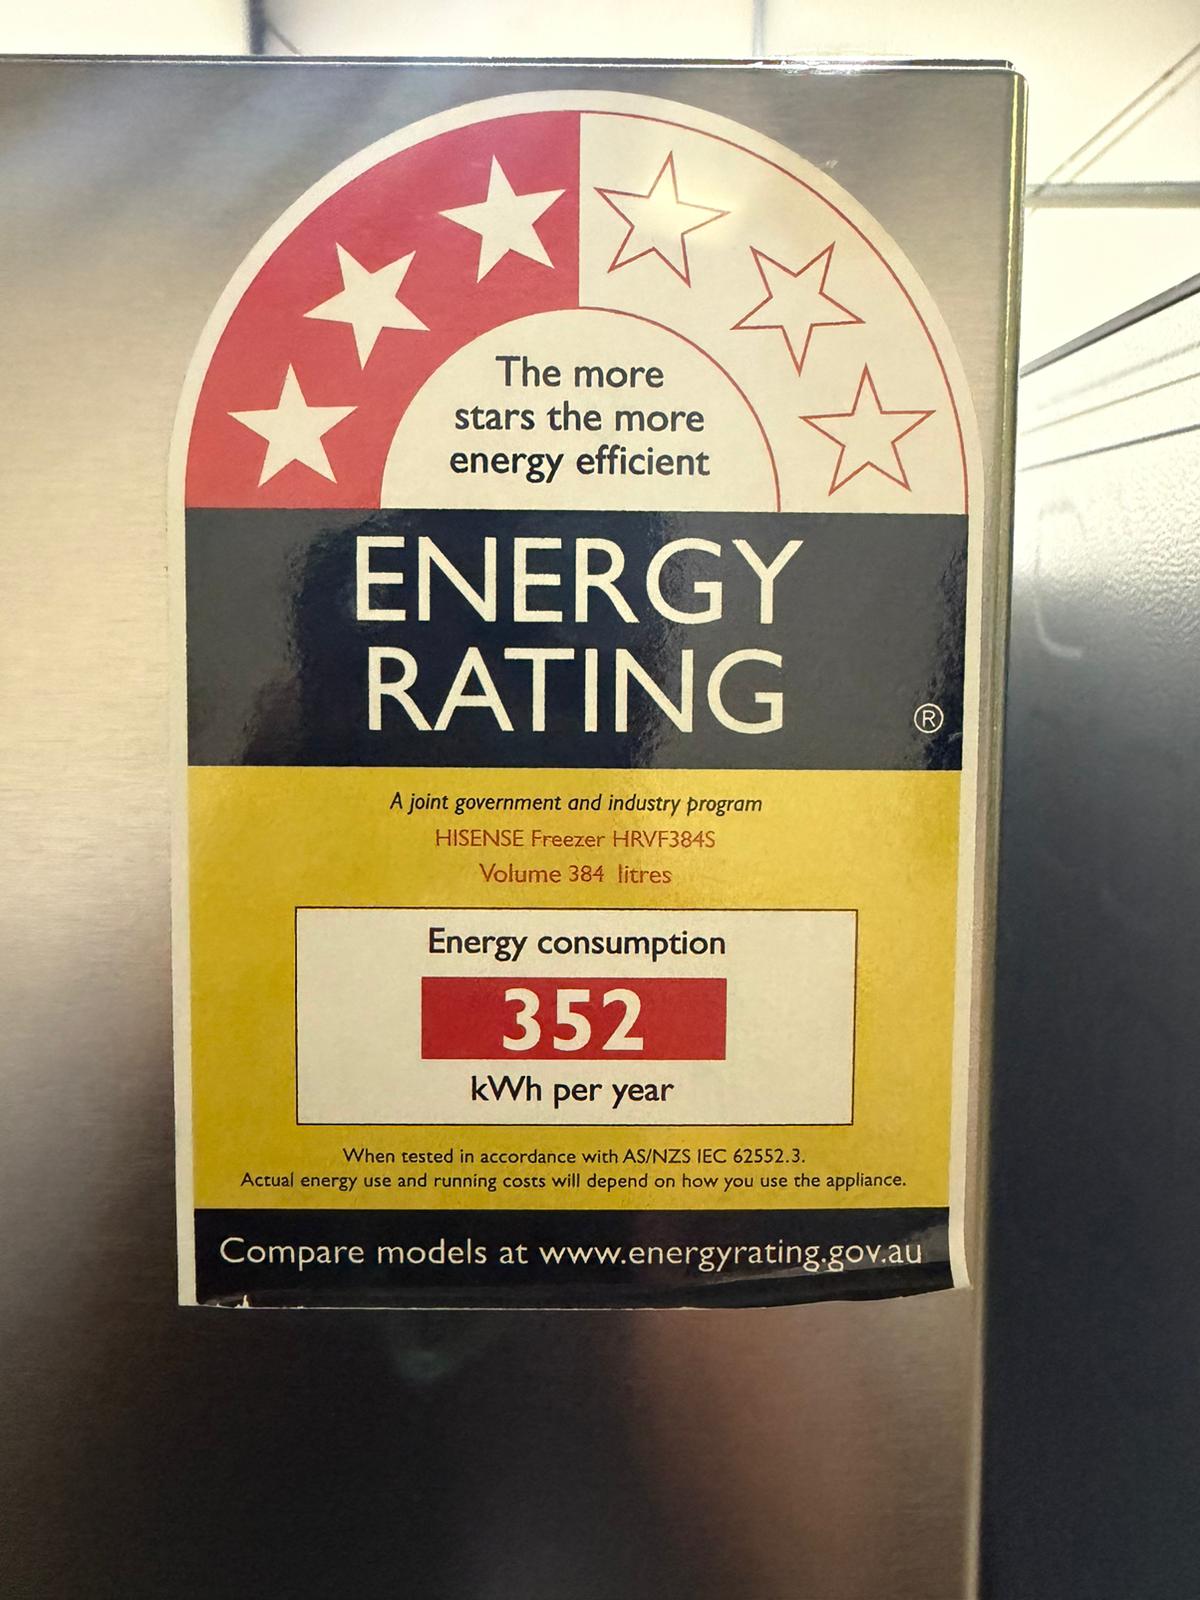 The more
stars the more
energy efficient
ENERGY
RATING
®
A joint government and industry program
HISENSE Freezer HRVF384S
Volume 384 litres
Energy consumption
352
kWh per year
When tested in accordance with AS/NZS IEC 62552.3.
Actual energy use and running costs will depend on how you use the appliance.
Compare models at www.energyrating.gov.au